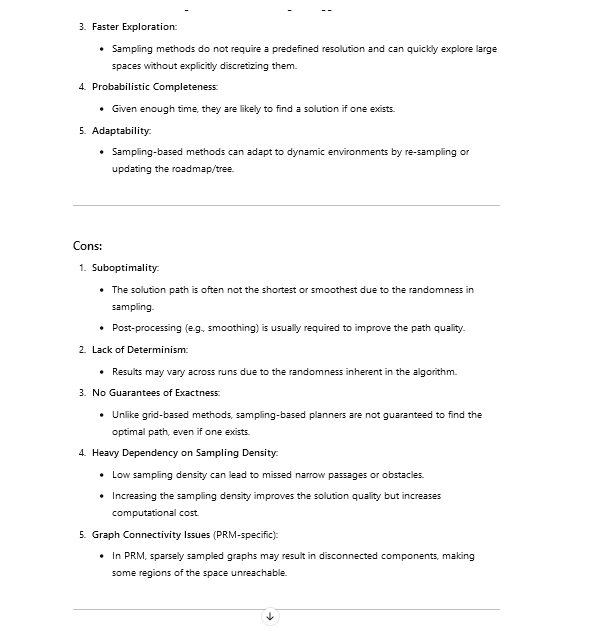 3. Faster Exploration:
• Sampling methods do not require a predefined resolution and can quickly explore large
spaces without explicitly discretizing them.
4. Probabilistic Completeness:
• Given enough time, they are likely to find a solution if one exists.
5. Adaptability:
• Sampling-based methods can adapt to dynamic environments by re-sampling or
updating the roadmap/tree.
Cons:
1. Suboptimality:
• The solution path is often not the shortest or smoothest due to the randomness in
sampling.
• Post-processing (e.g., smoothing) is usually required to improve the path quality.
2. Lack of Determinism:
• Results may vary across runs due to the randomness inherent in the algorithm.
3. No Guarantees of Exactness:
• Unlike grid-based methods, sampling-based planners are not guaranteed to find the
optimal path, even if one exists.
4. Heavy Dependency on Sampling Density:
• Low sampling density can lead to missed narrow passages or obstacles.
• Increasing the sampling density improves the solution quality but increases
computational cost.
5. Graph Connectivity Issues (PRM-specific):
• In PRM, sparsely sampled graphs may result in disconnected components, making
some regions of the space unreachable.